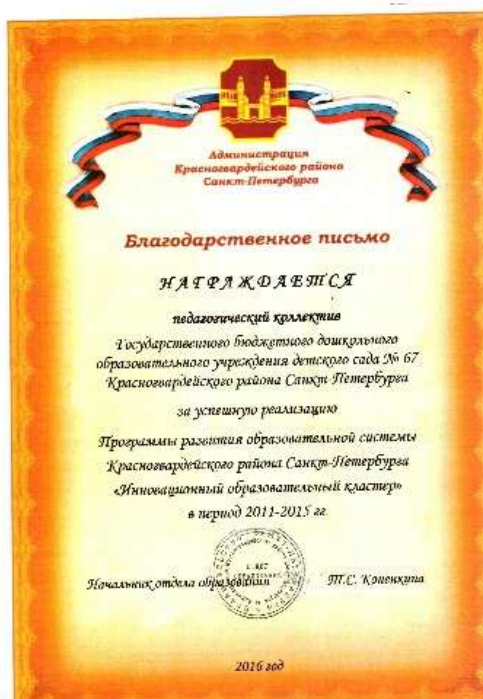 Администрация
Красногвардейского района
Санкт-Петербурга
Благодарственное письмо
НАГРАЖДАЕТСЯ
педагогический коллектив
Государственного бюджетного дошкольного
образовательного учреждения детского сада № 67
Красногвардейского района Санкт-Петербурга
за успешную реализацию
Программы развития образовательной системы
Красногвардейского района Санкт-Петербурга
«Инновационный образовательный кластер»
в период 2011-2015 гг.
Начальник отдела образования Т.С. Копенкина
2016 год